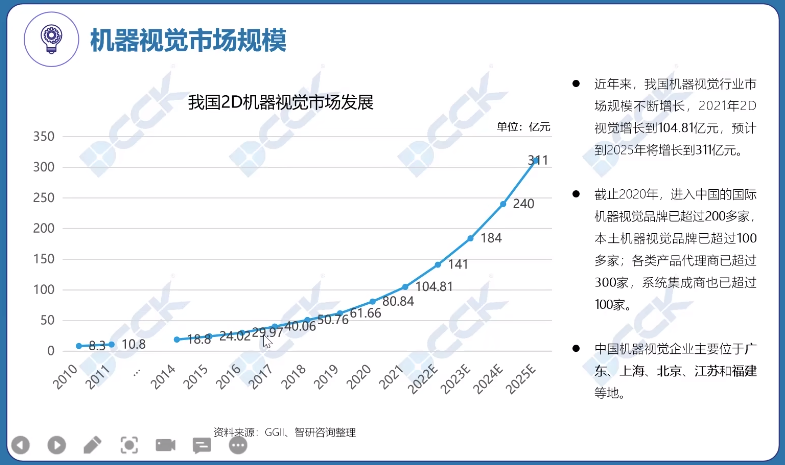 机器视觉市场规模
我国2D机器视觉市场发展
单位：亿元
350
300
250
200
150
100
50
0
8.3
10.8
18.8
24.02
29.97
40.06
50.76
61.66
80.84
104.81
141
184
240
311
2010
2011
...
2014
2015
2016
2017
2018
2019
2020
2021
2022E
2023E
2024E
2025E
资料来源：GGII、智研咨询整理
近年来，我国机器视觉行业市
场规模不断增长，2021年2D
视觉增长到104.81亿元，预计
到2025年将增长到311亿元。
截止2020年，进入中国的国际
机器视觉品牌已超过200多家，
本土机器视觉品牌已超过100
多家；各类产品代理商已超过
300家，系统集成商也已超过
100家。
中国机器视觉企业主要位于广
东、上海、北京、江苏和福建
等地。
DCCK
DCCK
DCCK
DCCK
DCCK
DCCK
DCCK
DCCK